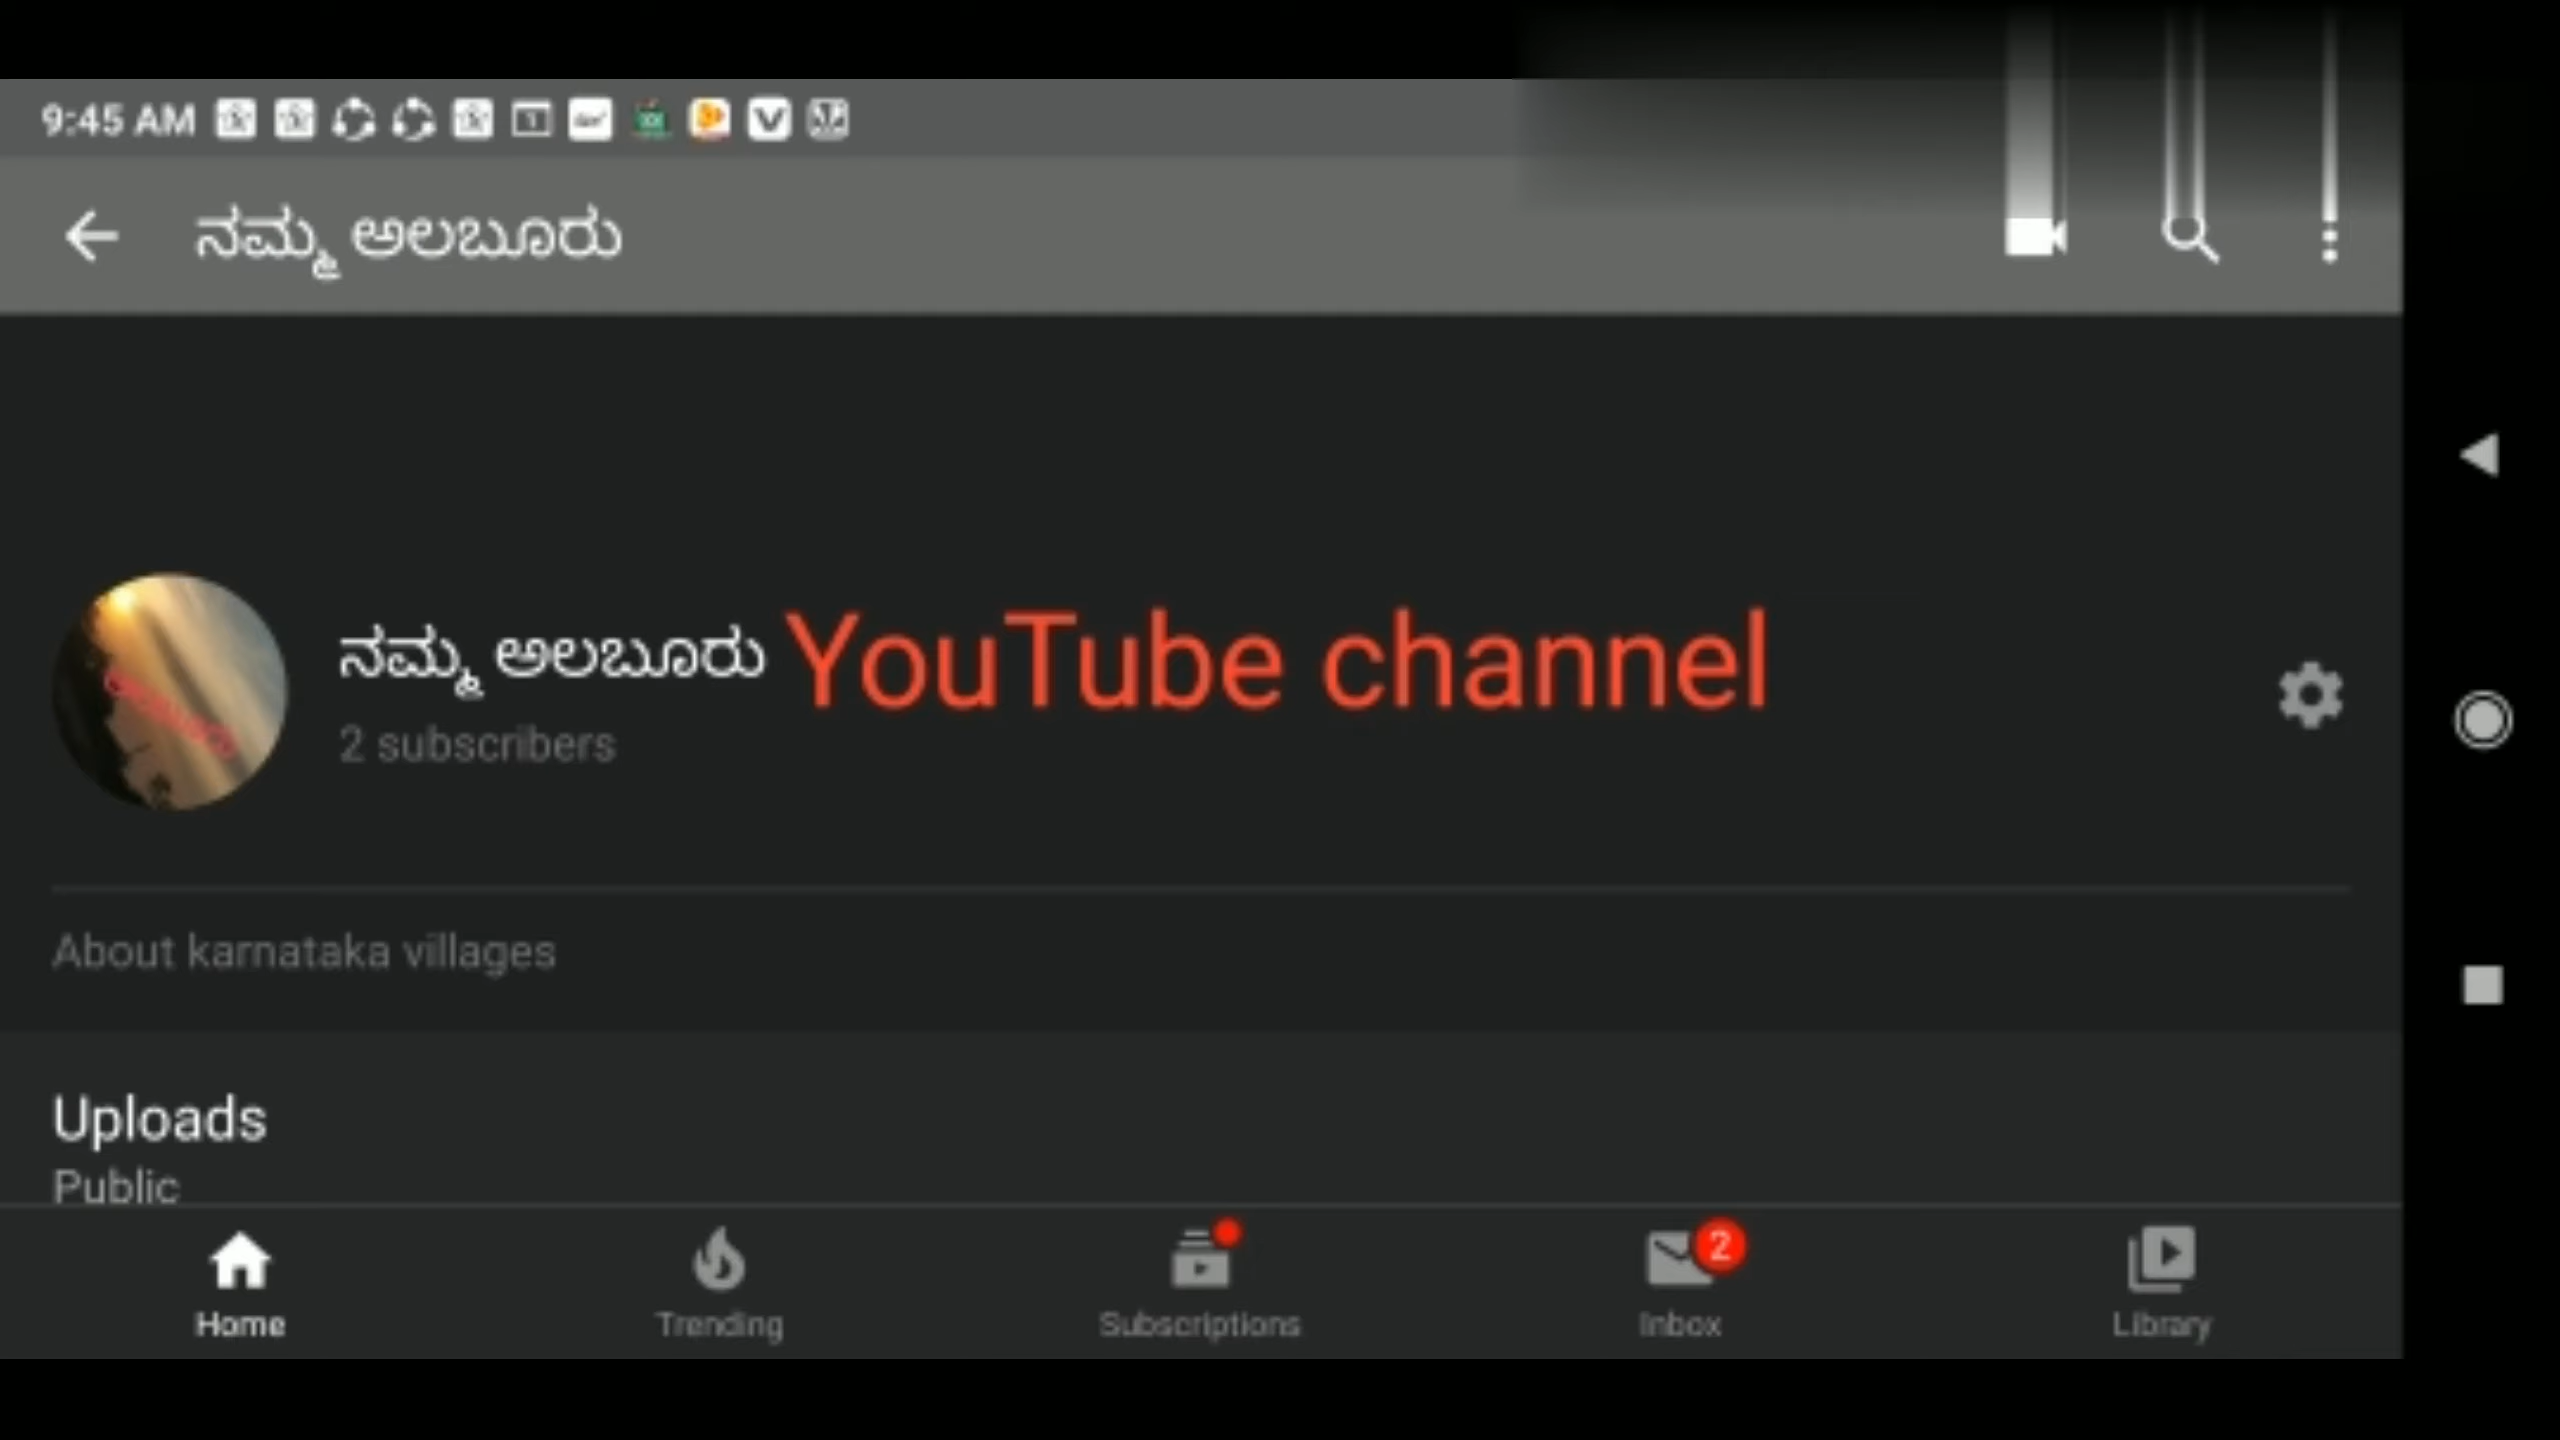 9:45 AM
ನಮ್ಮ ಅಲಬೂರು
ನಮ್ಮ ಅಲಬೂರು YouTube channel
2 subscribers
About karnataka villages
Uploads
Public
2
Home Trending Subscriptions Inbox Library